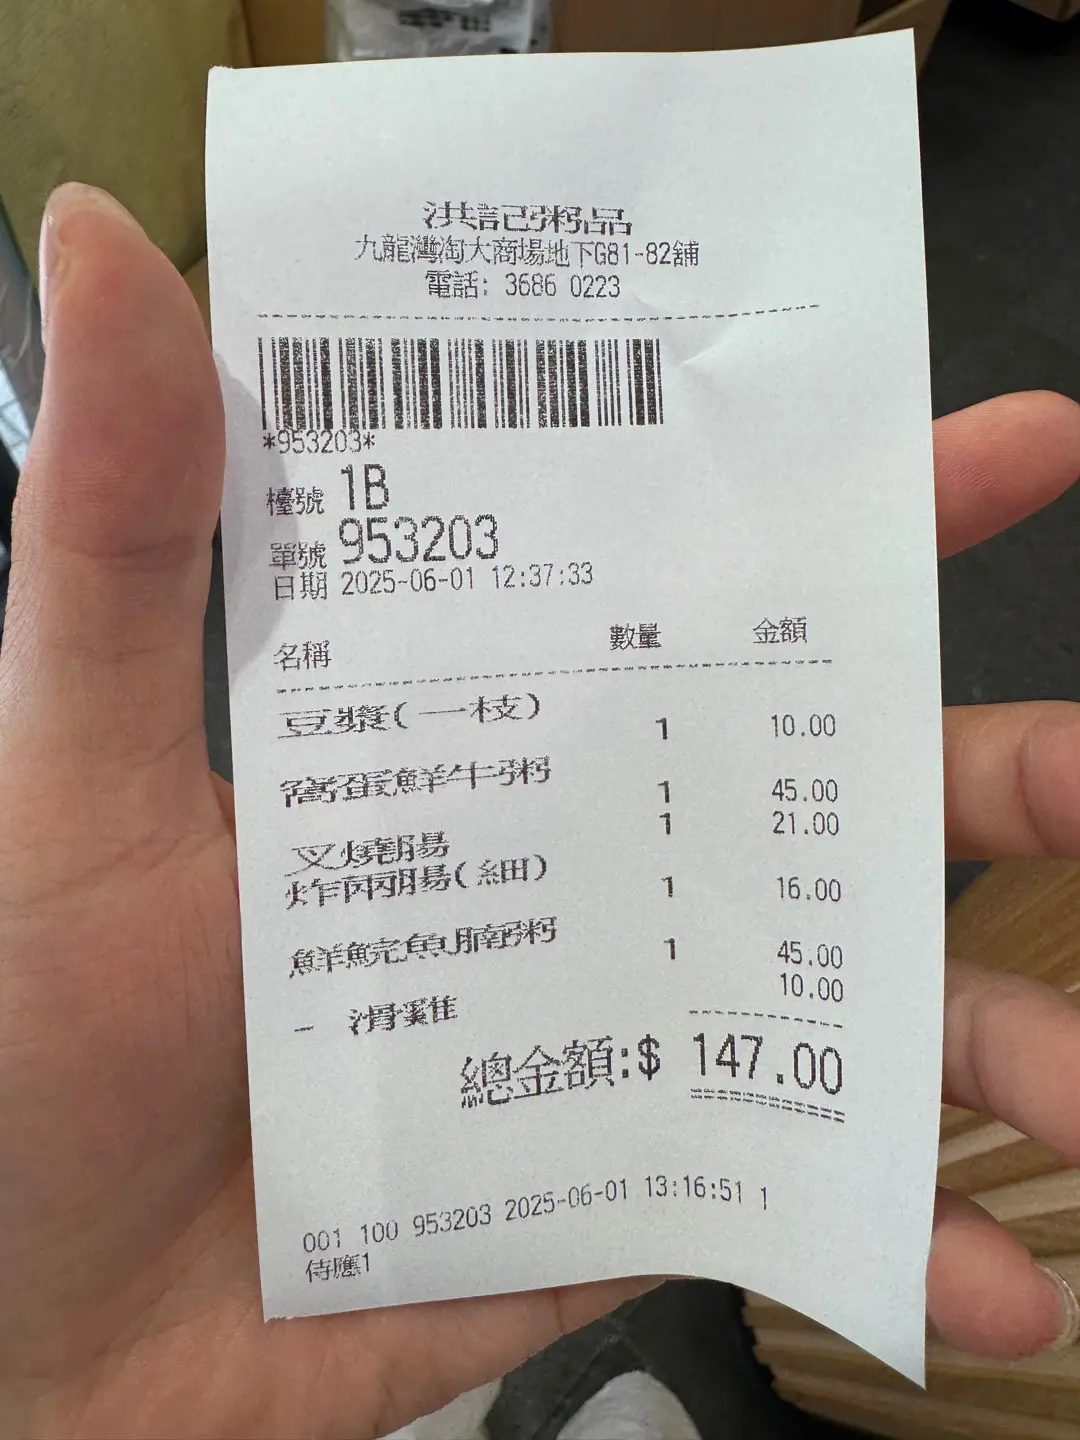 洪記粥品
九龍灣淘大商場地下G81-82舖
電話: 3686 0223
*953203*
檯號 1B
單號 953203
日期 2025-06-01 12:37:33
名稱 數量 金額
豆漿(一枝) 1 10.00
窩蛋鮮牛粥 1 45.00
叉燒腸 1 21.00
炸兩腸(細) 1 16.00
鮮鯇魚腩粥 1 45.00
- 滑雞 10.00
總金額:$ 147.00
001 100 953203 2025-06-01 13:16:51 1
侍應1